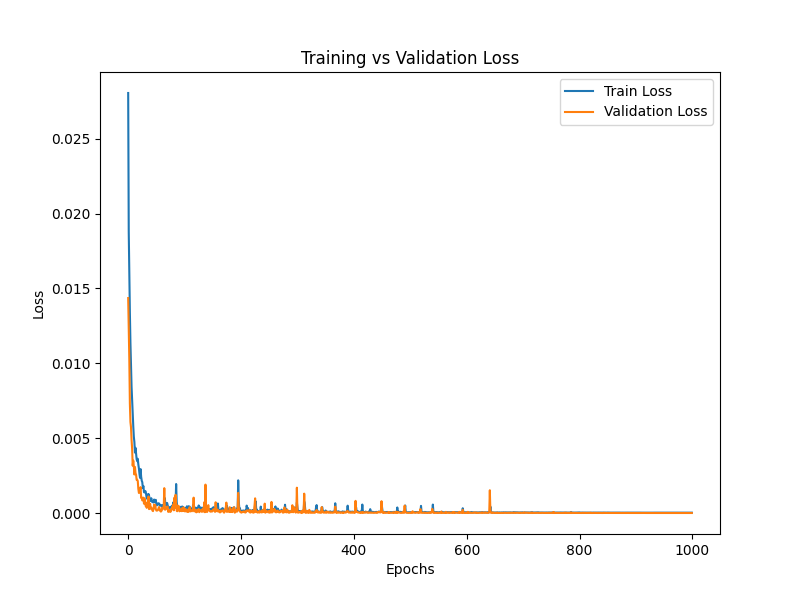 Training vs Validation Loss
Train Loss
Validation Loss
0.025
0.020
0.015
0.010
0.005
0.000
Loss
0 200 400 600 800 1000
Epochs